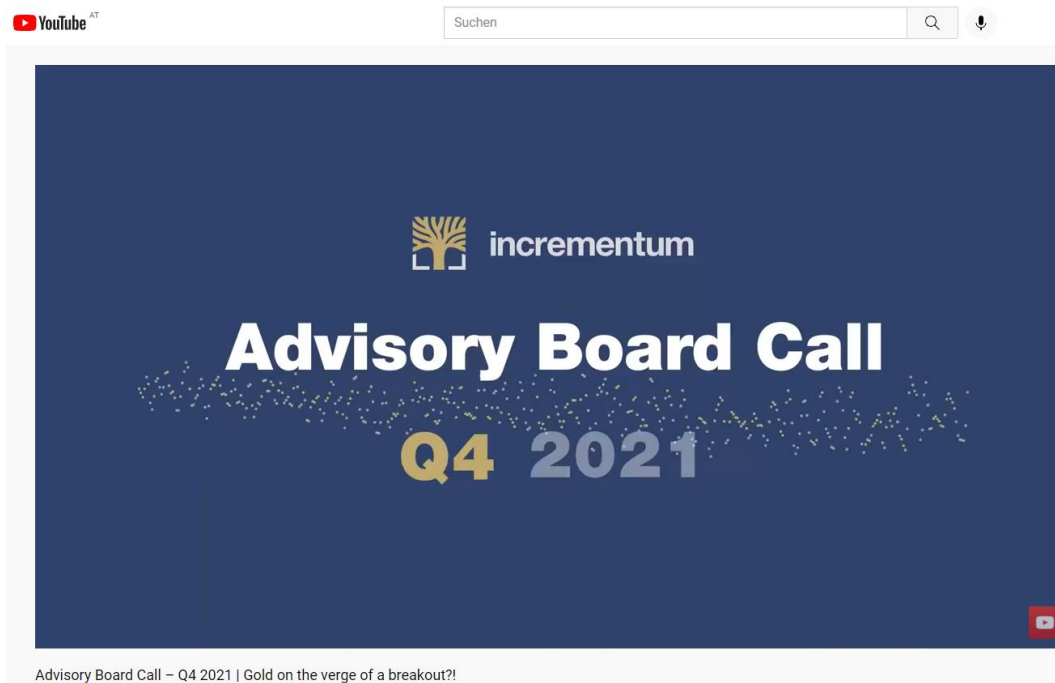 YouTube AT
Suchen
incrementum
Advisory Board Call
Q4 2021
Advisory Board Call – Q4 2021 | Gold on the verge of a breakout?!